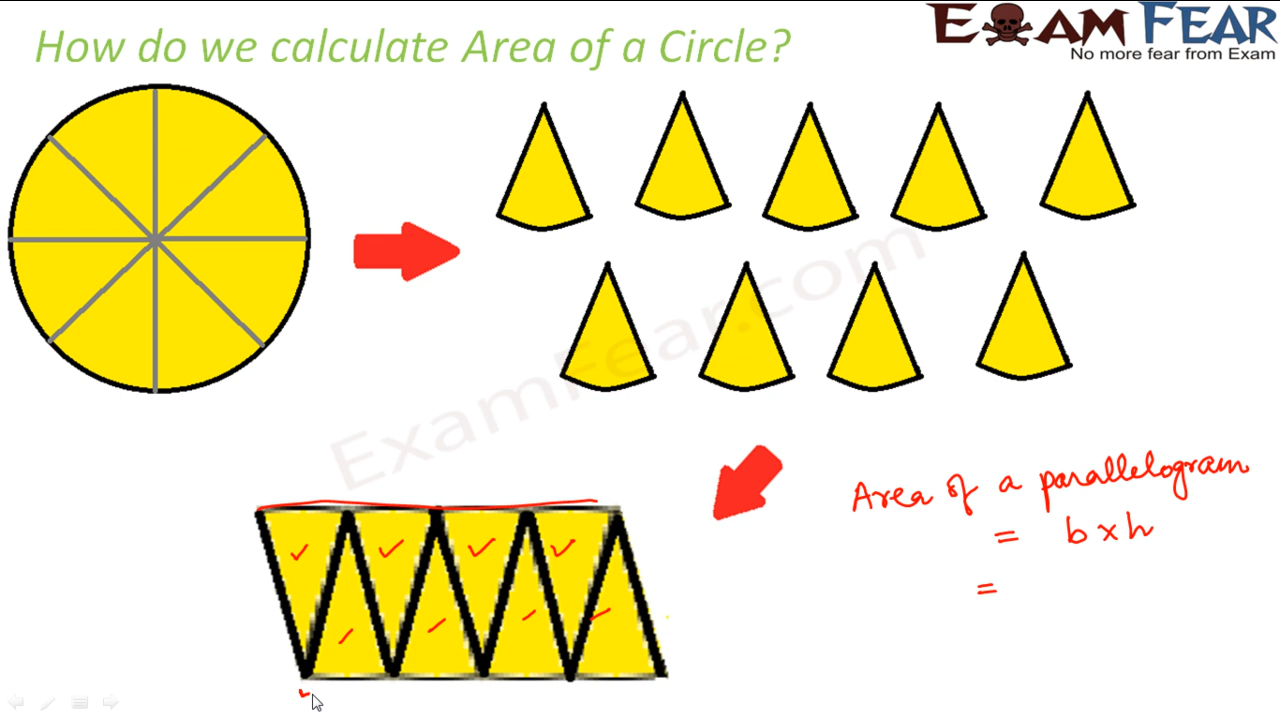 How do we calculate Area of a Circle?
EXAM FEAR
No more fear from Exam
ExamFear.com
Area of a parallelogram
= b x h
=